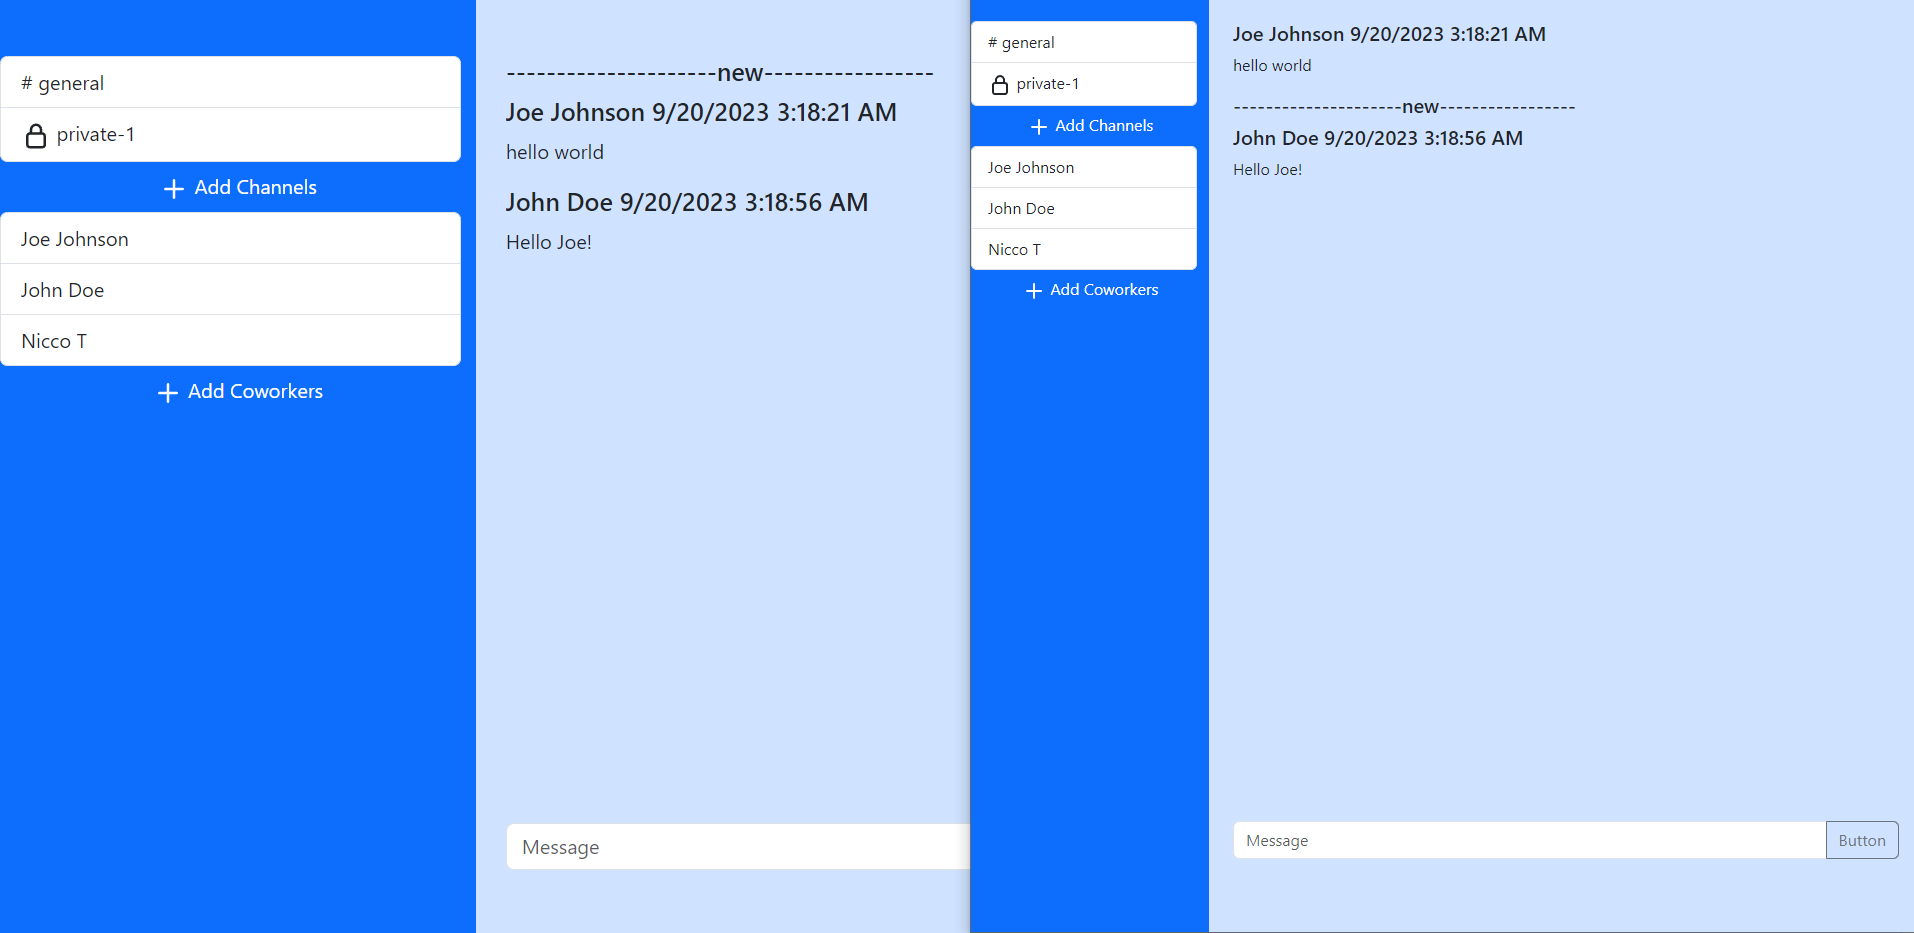 # general
private-1
+ Add Channels
Joe Johnson
John Doe
Nicco T
+ Add Coworkers
---------------------new-----------------
Joe Johnson 9/20/2023 3:18:21 AM
hello world
John Doe 9/20/2023 3:18:56 AM
Hello Joe!
Message
# general
private-1
+ Add Channels
Joe Johnson
John Doe
Nicco T
+ Add Coworkers
Joe Johnson 9/20/2023 3:18:21 AM
hello world
---------------------new-----------------
John Doe 9/20/2023 3:18:56 AM
Hello Joe!
Message Button